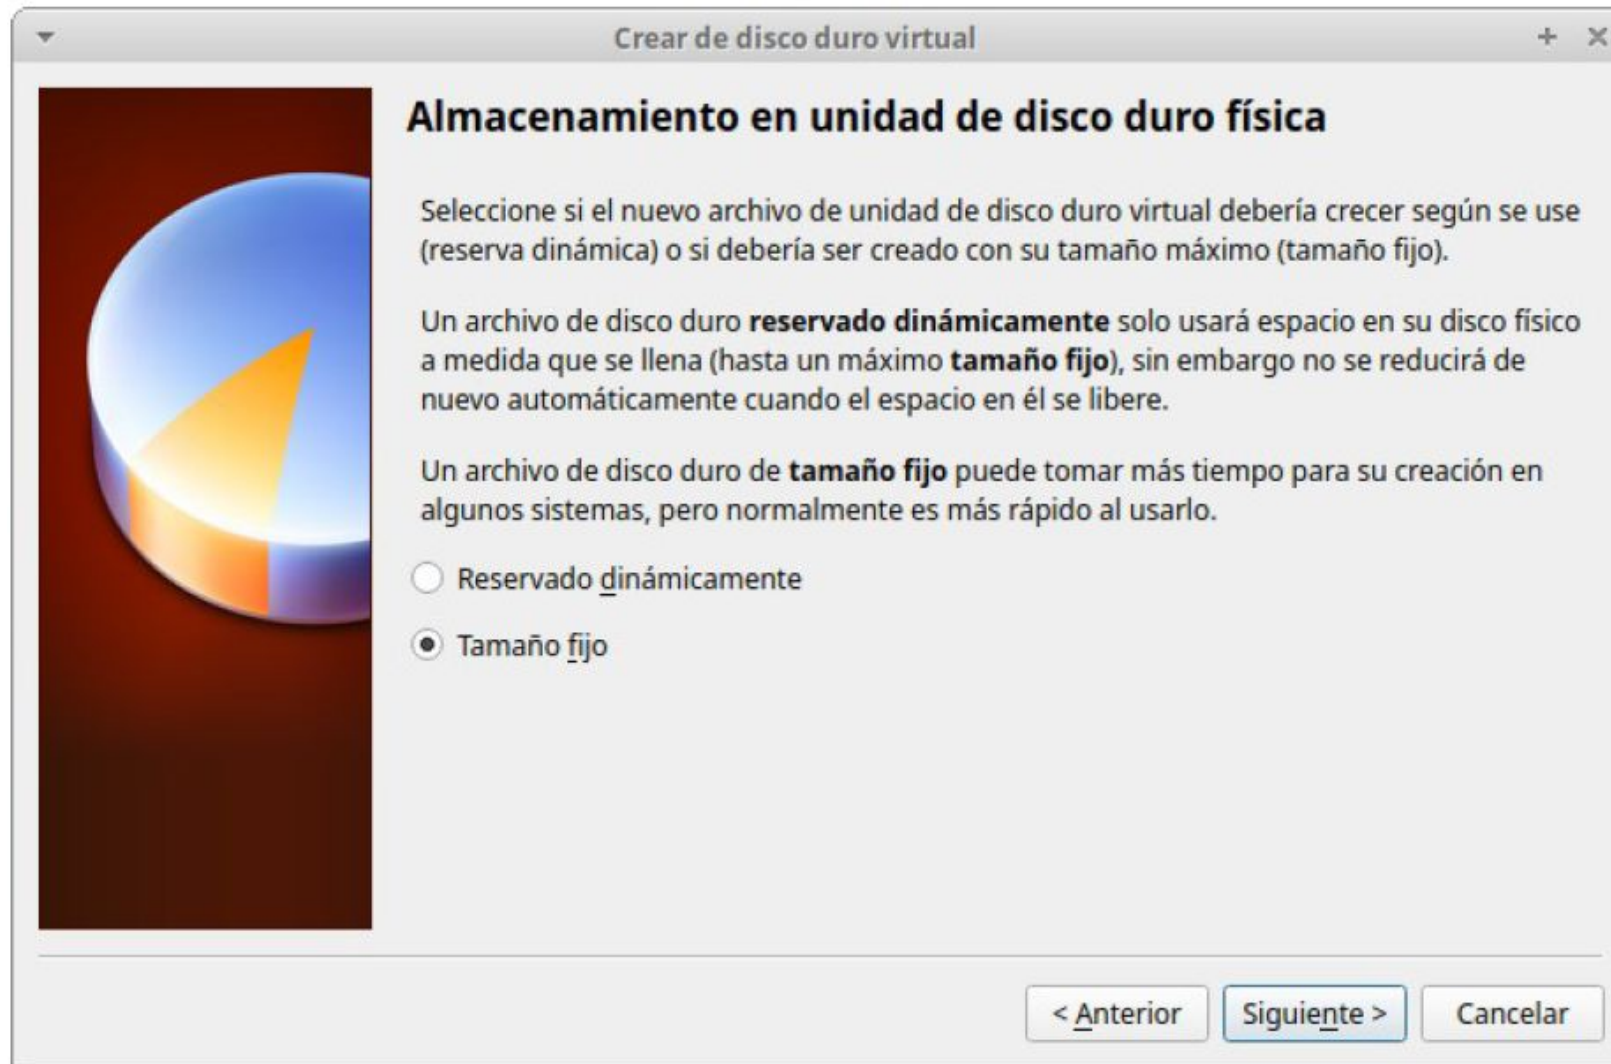 Crear de disco duro virtual
Almacenamiento en unidad de disco duro física
Seleccione si el nuevo archivo de unidad de disco duro virtual debería crecer según se use
(reserva dinámica) o si debería ser creado con su tamaño máximo (tamaño fijo).
Un archivo de disco duro reservado dinámicamente solo usará espacio en su disco físico
a medida que se llena (hasta un máximo tamaño fijo), sin embargo no se reducirá de
nuevo automáticamente cuando el espacio en él se libere.
Un archivo de disco duro de tamaño fijo puede tomar más tiempo para su creación en
algunos sistemas, pero normalmente es más rápido al usarlo.
Reservado dinámicamente
Tamaño fijo
< Anterior Siguiente > Cancelar